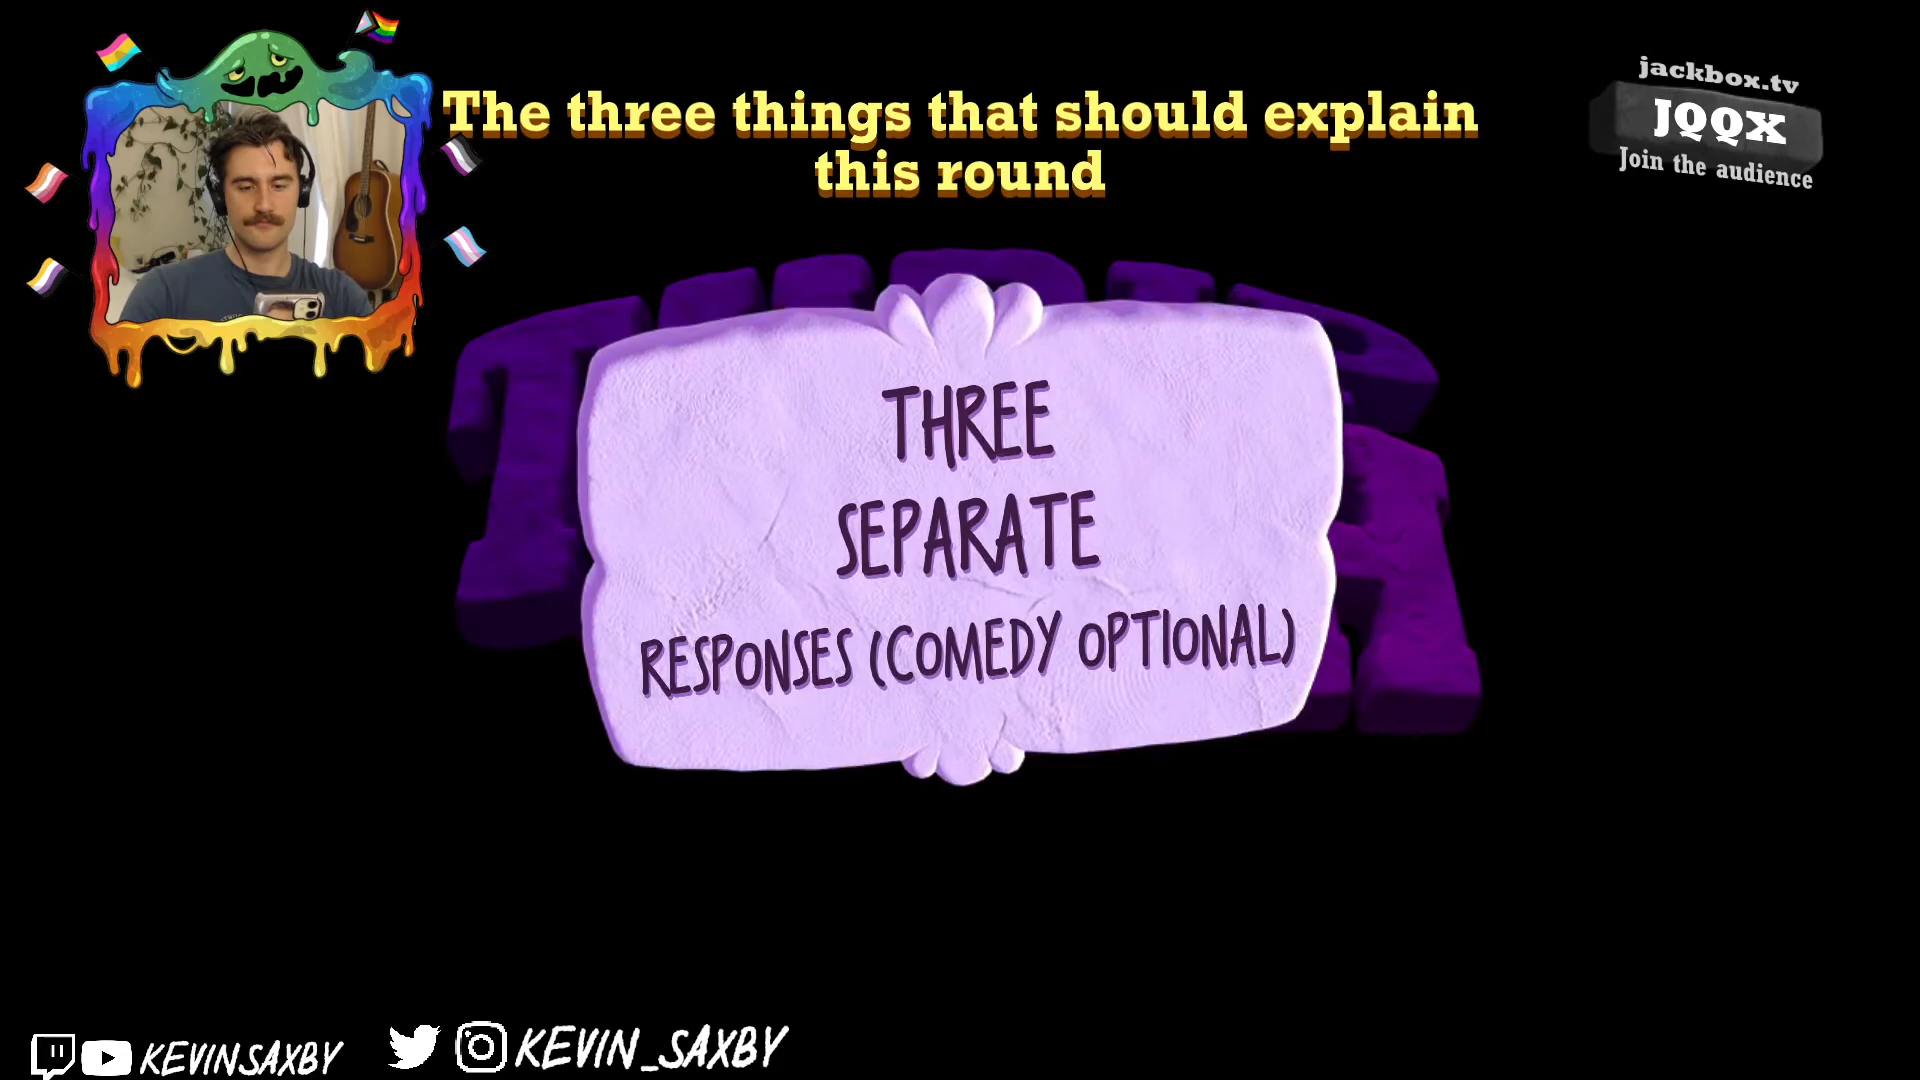 The three things that should explain
this round
jackbox.tv
JQQX
Join the audience
THREE
SEPARATE
RESPONSES (COMEDY OPTIONAL)
KEVINSAXBY
KEVIN_SAXBY